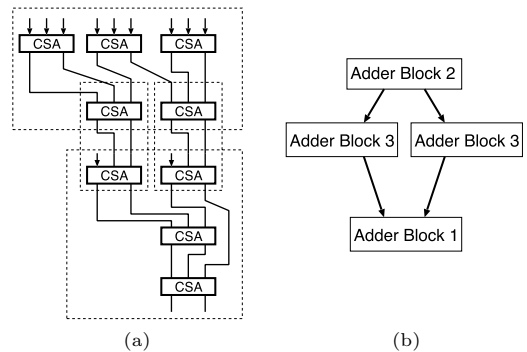 CSA CSA CSA
CSA CSA
CSA CSA
CSA
CSA
(a)
Adder Block 2
Adder Block 3 Adder Block 3
Adder Block 1
(b)